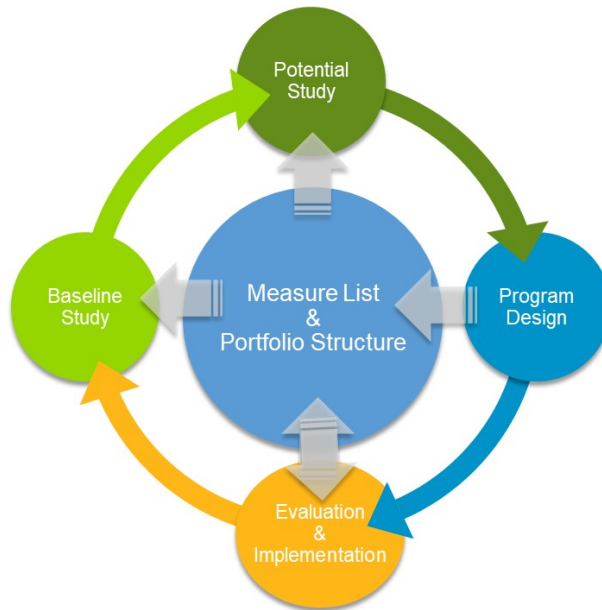 Potential
Study
Baseline
Study
Measure List
&
Portfolio Structure
Program
Design
Evaluation
&
Implementation